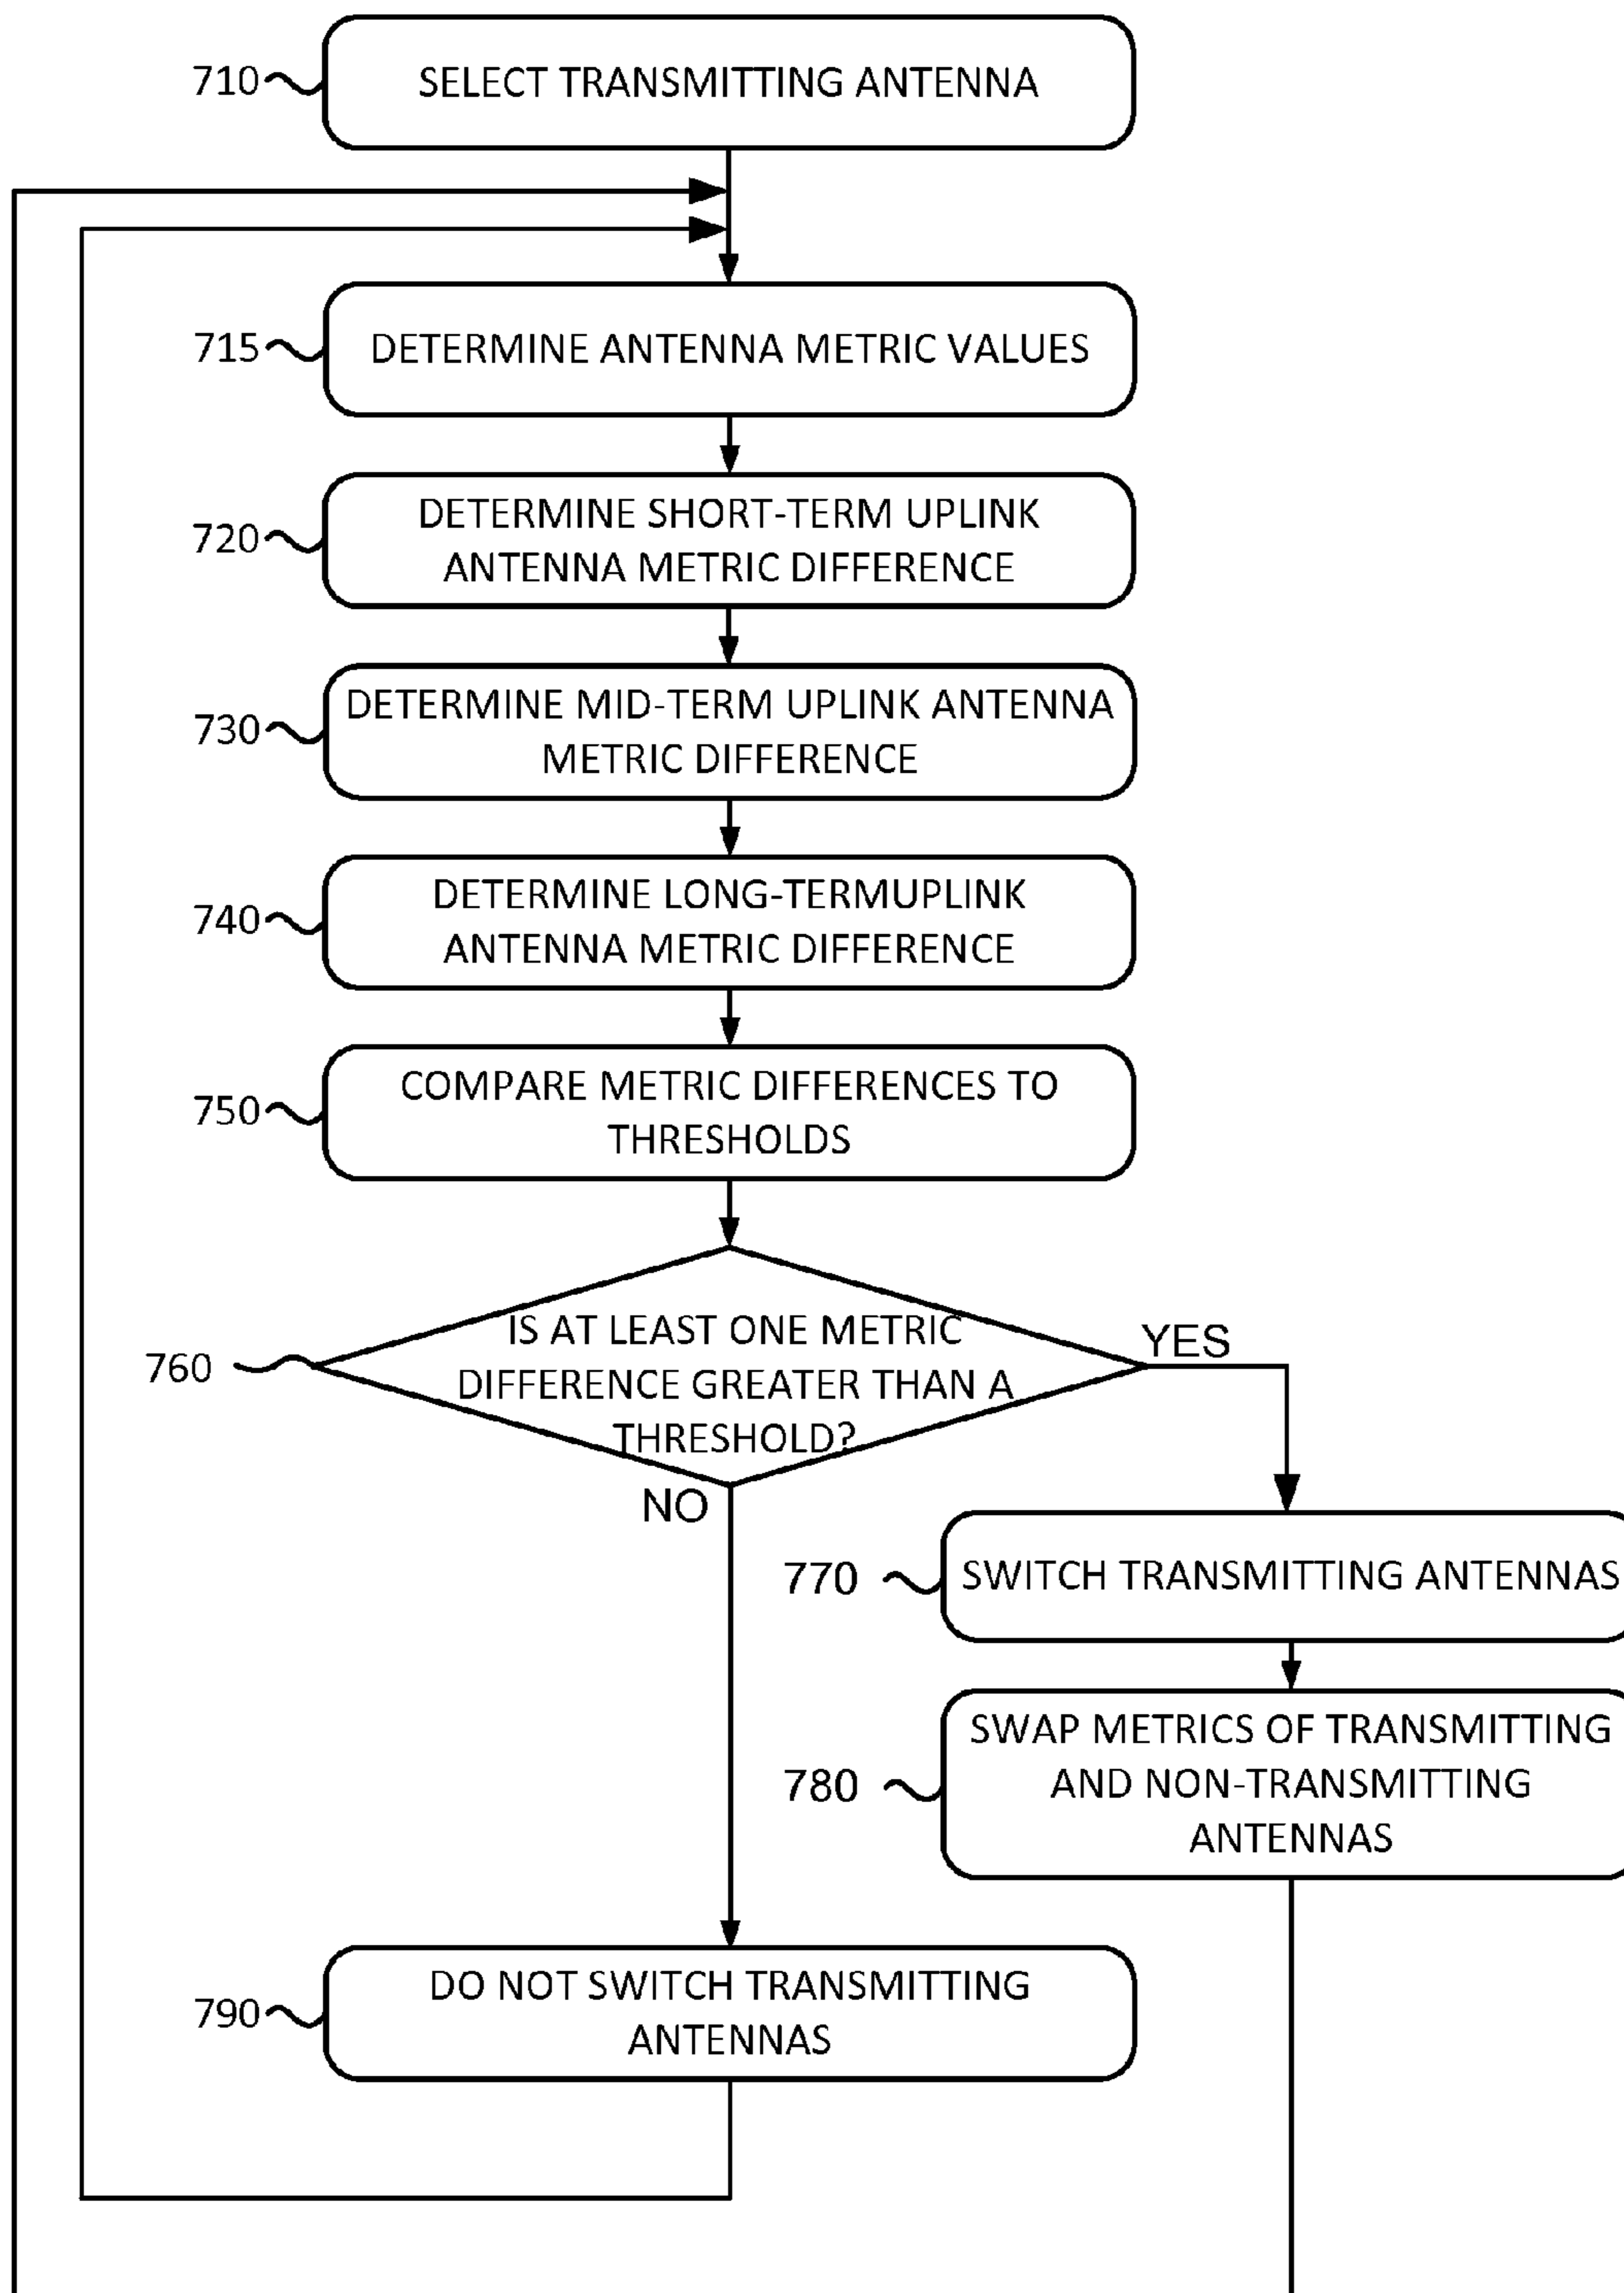 710
SELECT TRANSMITTING ANTENNA
715
DETERMINE ANTENNA METRIC VALUES
720
DETERMINE SHORT-TERM UPLINK
ANTENNA METRIC DIFFERENCE
730
DETERMINE MID-TERM UPLINK ANTENNA
METRIC DIFFERENCE
740
DETERMINE LONG-TERMUPLINK
ANTENNA METRIC DIFFERENCE
750
COMPARE METRIC DIFFERENCES TO
THRESHOLDS
760
IS AT LEAST ONE METRIC
DIFFERENCE GREATER THAN A
THRESHOLD?
YES
NO
770
SWITCH TRANSMITTING ANTENNAS
780
SWAP METRICS OF TRANSMITTING
AND NON-TRANSMITTING
ANTENNAS
790
DO NOT SWITCH TRANSMITTING
ANTENNAS